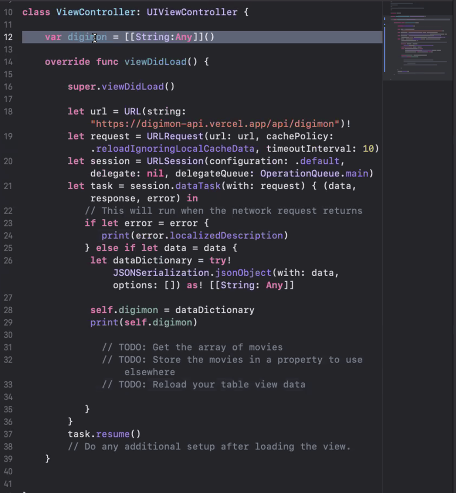 10 class ViewController: UIViewController {
11
12 var digimon = [[String:Any]]()
13
14 override func viewDidLoad() {
15
16 super.viewDidLoad()
17
18 let url = URL(string:
"https://digimon-api.vercel.app/api/digimon")!
19 let request = URLRequest(url: url, cachePolicy:
.reloadIgnoringLocalCacheData, timeoutInterval: 10)
20 let session = URLSession(configuration: .default,
delegate: nil, delegateQueue: OperationQueue.main)
21 let task = session.dataTask(with: request) { (data,
response, error) in
22 // This will run when the network request returns
23 if let error = error {
24 print(error.localizedDescription)
25 } else if let data = data {
26 let dataDictionary = try!
JSONSerialization.jsonObject(with: data,
options: []) as! [[String: Any]]
27
28 self.digimon = dataDictionary
29 print(self.digimon)
30
31 // TODO: Get the array of movies
32 // TODO: Store the movies in a property to use
elsewhere
33 // TODO: Reload your table view data
34
35 }
36 }
37 task.resume()
38 // Do any additional setup after loading the view.
39 }
40
41